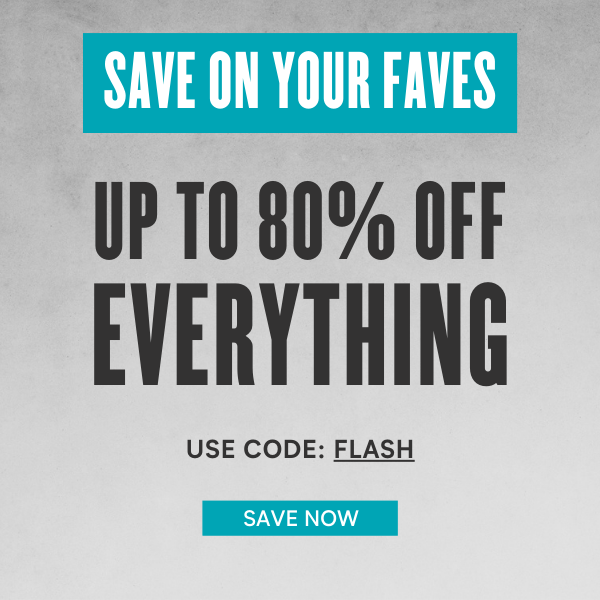 SAVE ON YOUR FAVES
UP TO 80% OFF
EVERYTHING
USE CODE: FLASH
SAVE NOW